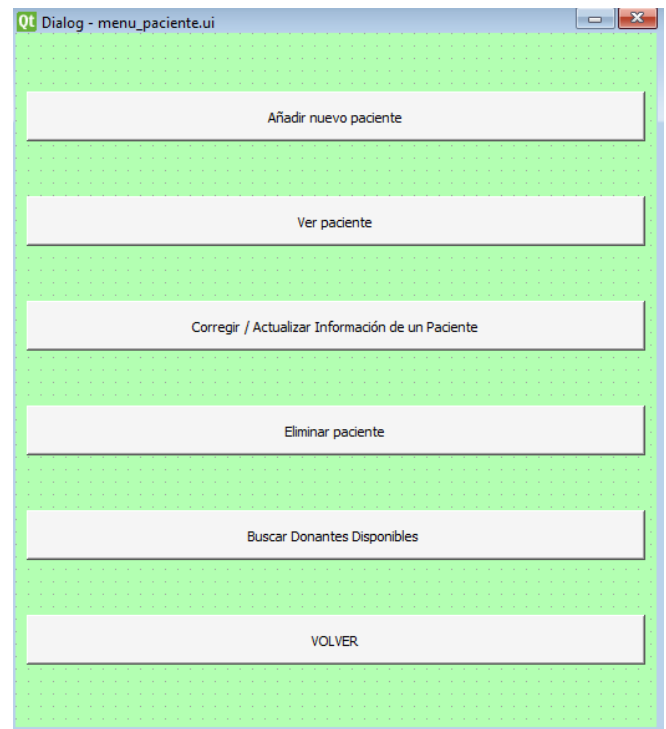 Qt Dialog - menu_paciente.ui
Añadir nuevo paciente
Ver paciente
Corregir / Actualizar Información de un Paciente
Eliminar paciente
Buscar Donantes Disponibles
VOLVER